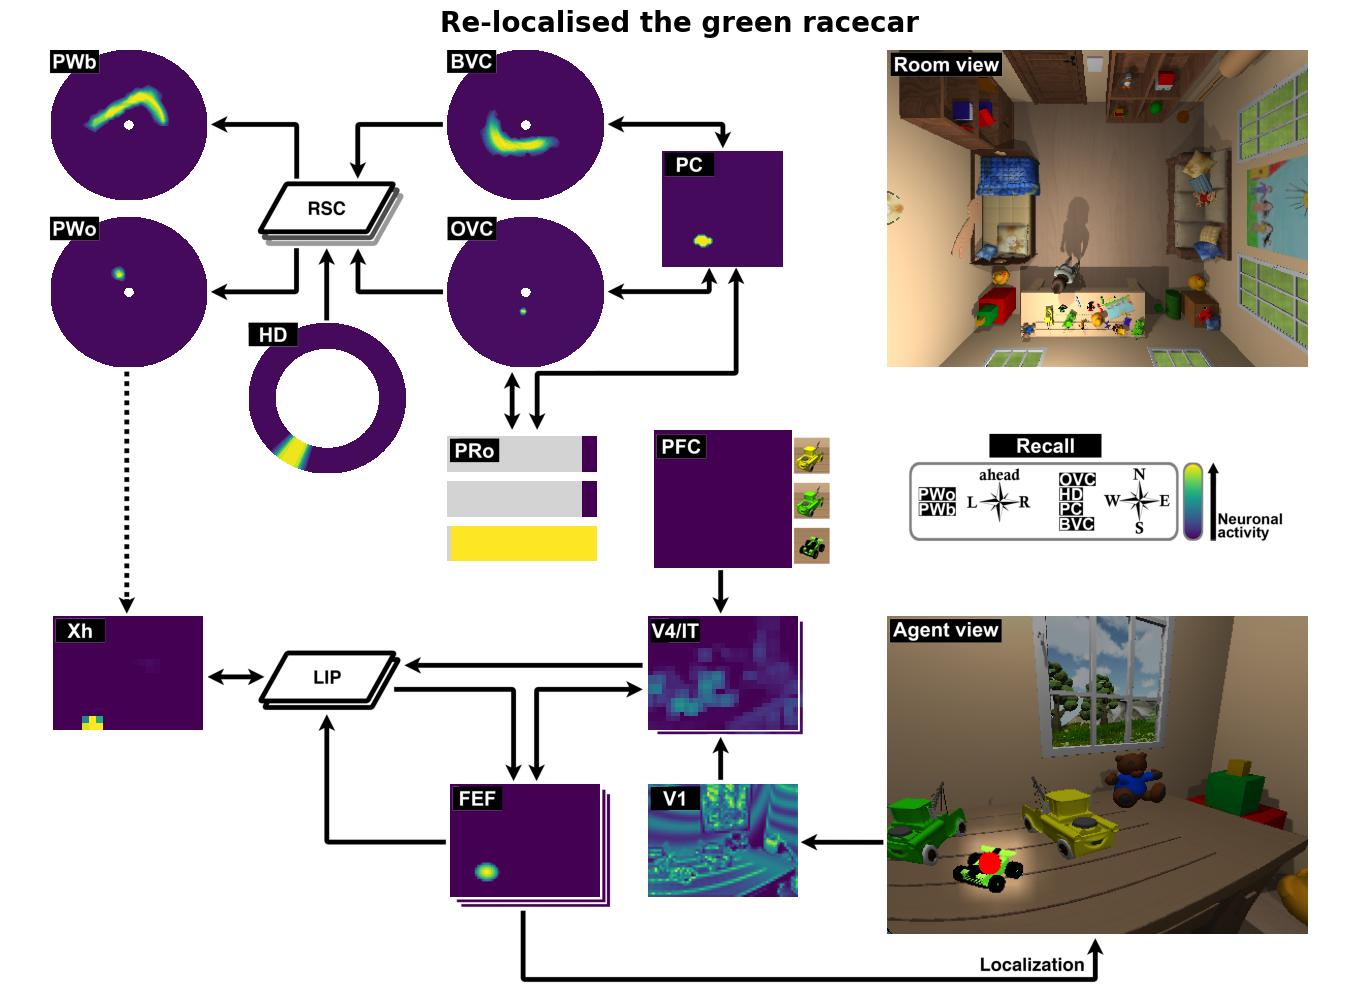 Re-localised the green racecar
PWb
BVC
Room view
PC
RSC
PWo
OVC
HD
PRo
PFC
Recall
ahead
L
R
PWo
PWb
OVC
HD
PC
BVC
N
W
E
S
Neuronal
activity
Xh
LIP
V4/IT
Agent view
FEF
V1
Localization